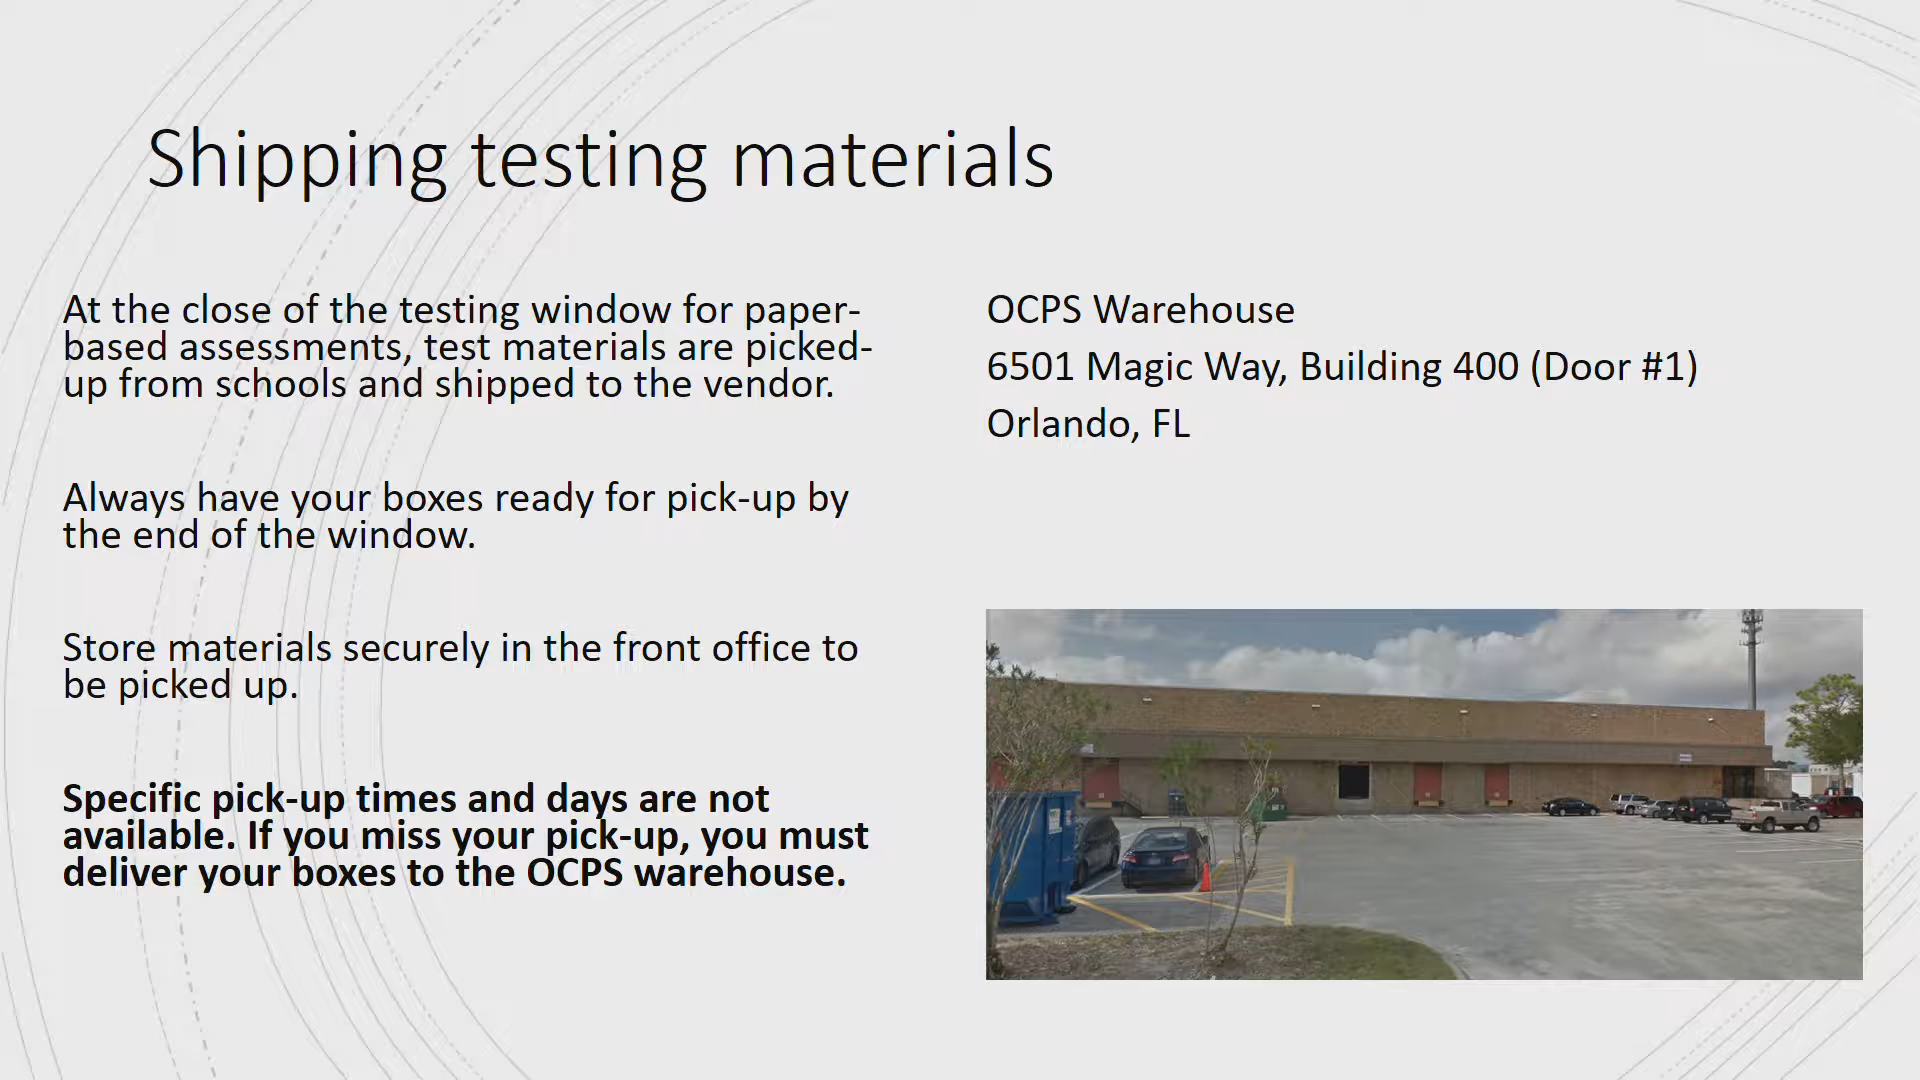 Shipping testing materials
At the close of the testing window for paper-
based assessments, test materials are picked-
up from schools and shipped to the vendor.
Always have your boxes ready for pick-up by
the end of the window.
Store materials securely in the front office to
be picked up.
Specific pick-up times and days are not
available. If you miss your pick-up, you must
deliver your boxes to the OCPS warehouse.
OCPS Warehouse
6501 Magic Way, Building 400 (Door #1)
Orlando, FL